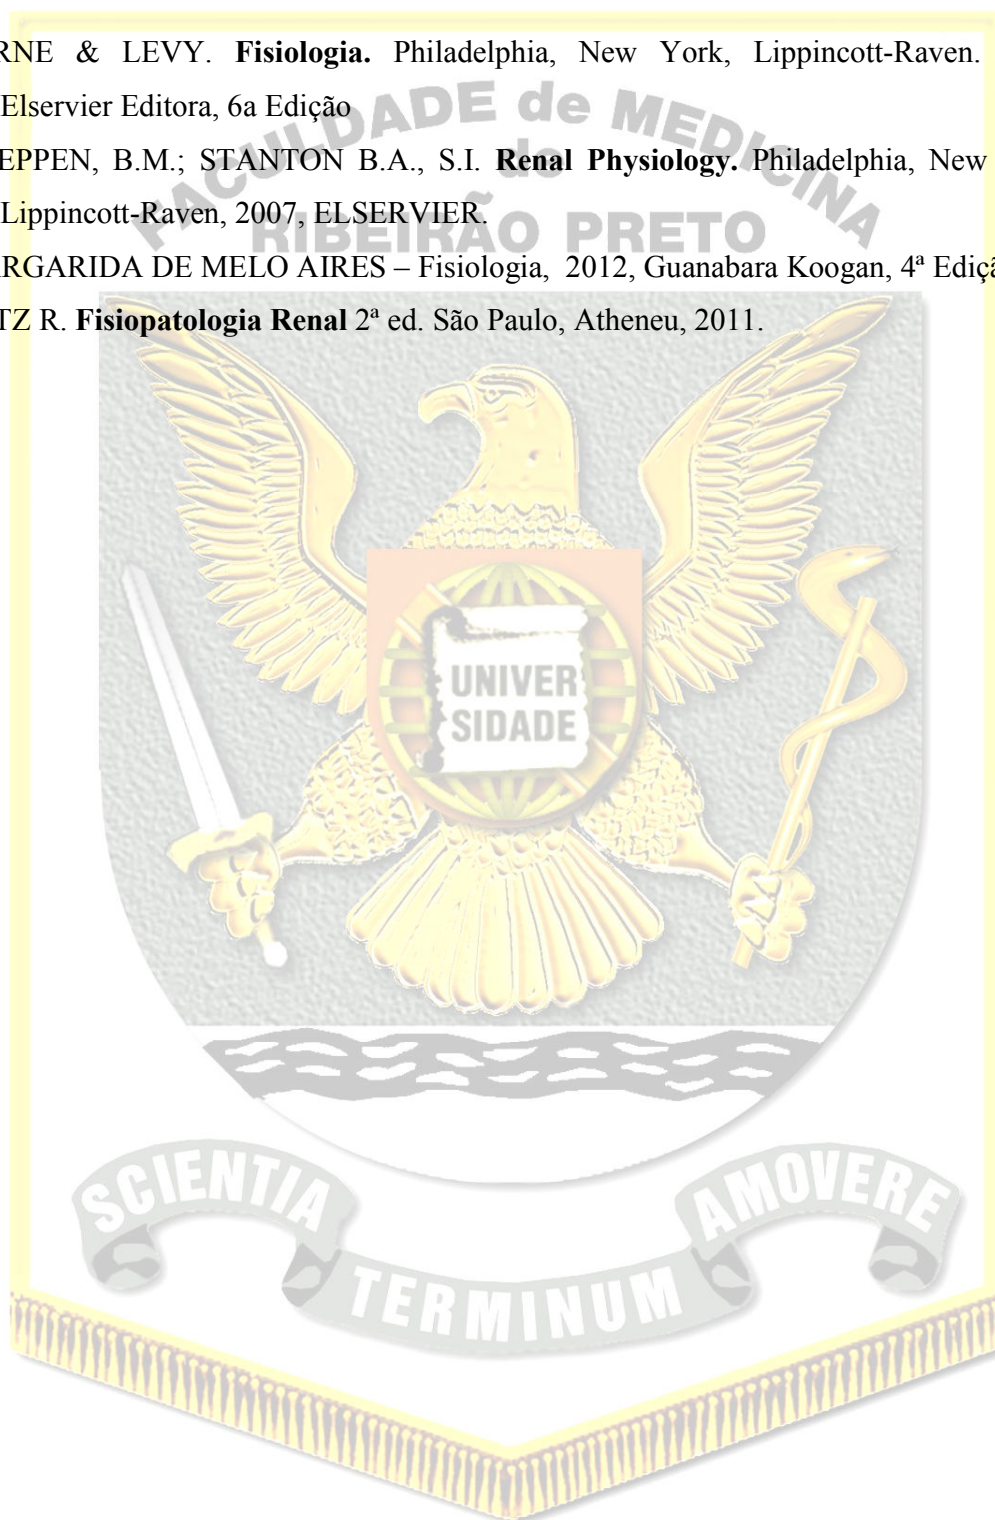 RNE & LEVY. Fisiologia. Philadelphia, New York, Lippincott-Raven.
Elservier Editora, 6a Edição
EPPEN, B.M.; STANTON B.A., S.I. Renal Physiology. Philadelphia, New
Lippincott-Raven, 2007, ELSERVIER.
RGARIDA DE MELO AIRES – Fisiologia, 2012, Guanabara Koogan, 4ª Ediçã
TZ R. Fisiopatologia Renal 2ª ed. São Paulo, Atheneu, 2011.
FACULDADE de MEDICINA
de
RIBEIRÃO PRETO
UNIVER
SIDADE
SCIENTIA
TERMINUM
AMOVERE